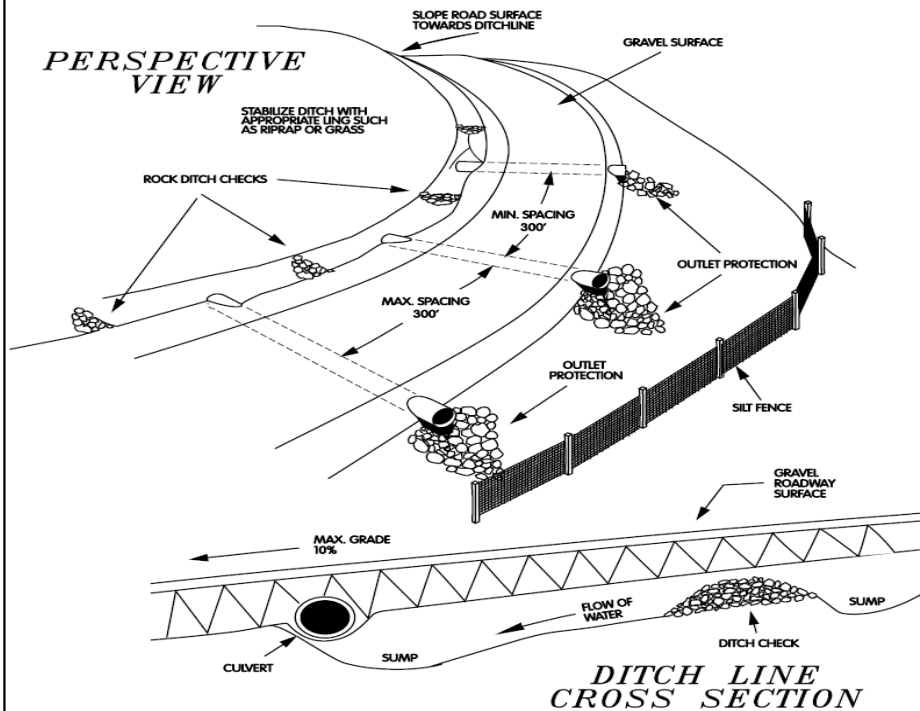 SLOPE ROAD SURFACE
TOWARDS DITCHLINE
PERSPECTIVE
VIEW
GRAVEL SURFACE
STABILIZE DITCH WITH
APPROPRIATE LING SUCH
AS RIPRAP OR GRASS
ROCK DITCH CHECKS
MIN. SPACING
300'
OUTLET PROTECTION
MAX. SPACING
300'
OUTLET
PROTECTION
SILT FENCE
GRAVEL
ROADWAY
SURFACE
MAX. GRADE
10%
FLOW OF
WATER
SUMP
DITCH CHECK
SUMP
CULVERT
DITCH LINE
CROSS SECTION